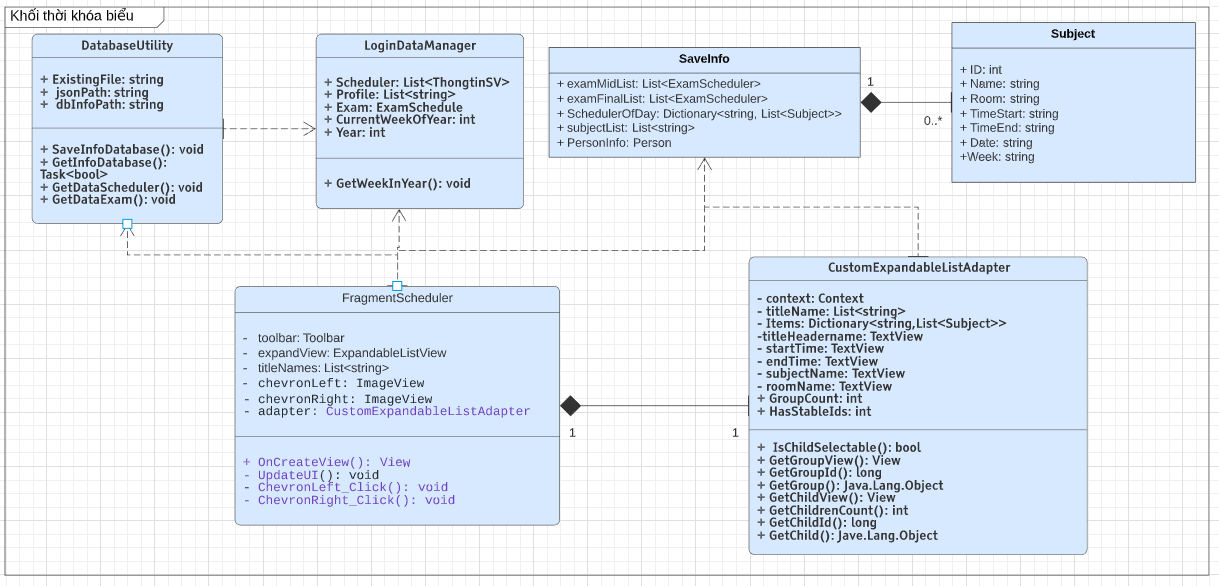 Khối thời khóa biểu
DatabaseUtility
+ ExistingFile: string
+ jsonPath: string
+ dbInfoPath: string
+ SaveInfoDatabase(): void
+ GetInfoDatabase():
Task<bool>
+ GetDataScheduler(): void
+ GetDataExam(): void
LoginDataManager
+ Scheduler: List<ThongtinSV>
+ Profile: List<string>
+ Exam: ExamSchedule
+ CurrentWeekOfYear: int
+ Year: int
+ GetWeekInYear(): void
SaveInfo
+ examMidList: List<ExamScheduler>
+ examFinalList: List<ExamScheduler>
+ SchedulerOfDay: Dictionary<string, List<Subject>>
+ subjectList: List<string>
+ PersonInfo: Person
1
0..*
Subject
+ ID: int
+ Name: string
+ Room: string
+ TimeStart: string
+ TimeEnd: string
+ Date: string
+Week: string
FragmentScheduler
- toolbar: Toolbar
- expandView: ExpandableListView
- titleNames: List<string>
- chevronLeft: ImageView
- chevronRight: ImageView
- adapter: CustomExpandableListAdapter
+ OnCreateView(): View
- UpdateUI(): void
- ChevronLeft_Click(): void
- ChevronRight_Click(): void
1
1
CustomExpandableListAdapter
- context: Context
- titleName: List<string>
- Items: Dictionary<string,List<Subject>>
-titleHeadername: TextView
- startTime: TextView
- endTime: TextView
- subjectName: TextView
- roomName: TextView
+ GroupCount: int
+ HasStableIds: int
+ IsChildSelectable(): bool
+ GetGroupView(): View
+ GetGroupId(): long
+ GetGroup(): Java.Lang.Object
+ GetChildView(): View
+ GetChildrenCount(): int
+ GetChildId(): long
+ GetChild(): Jave.Lang.Object